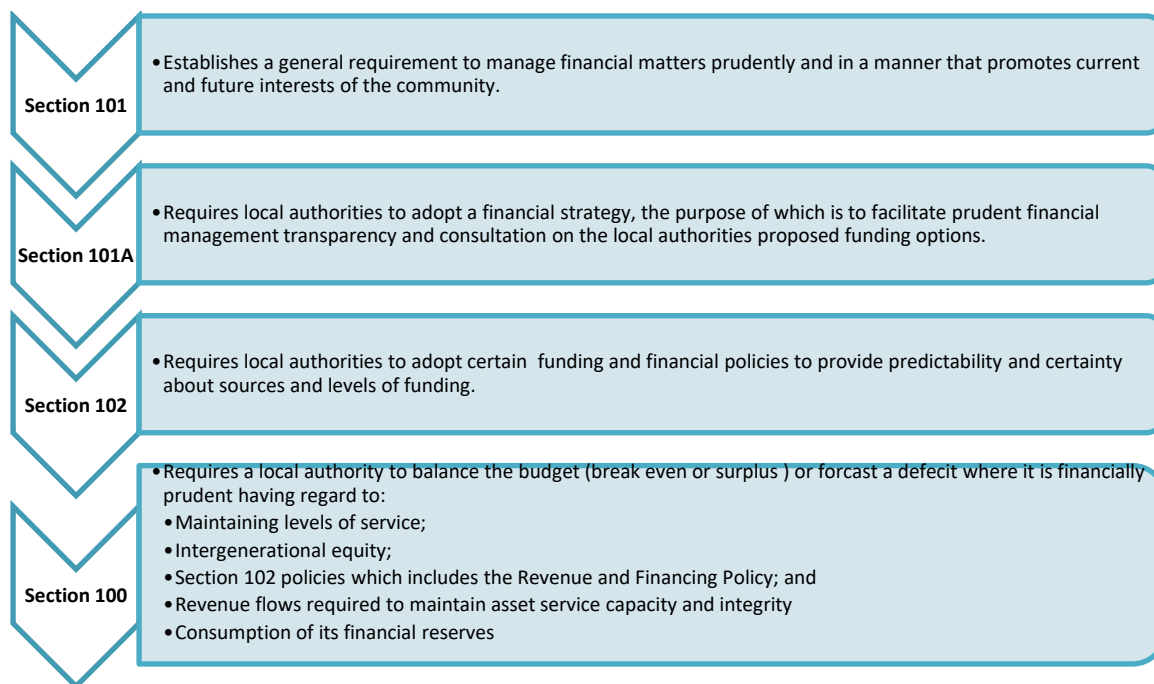 Section 101
•Establishes a general requirement to manage financial matters prudently and in a manner that promotes current
and future interests of the community.
Section 101A
•Requires local authorities to adopt a financial strategy, the purpose of which is to facilitate prudent financial
management transparency and consultation on the local authorities proposed funding options.
Section 102
•Requires local authorities to adopt certain  funding and financial policies to provide predictability and certainty
about sources and levels of funding.
Section 100
•Requires a local authority to balance the budget (break even or surplus ) or forcast a defecit where it is financially
prudent having regard to:
•Maintaining levels of service;
•Intergenerational equity;
•Section 102 policies which includes the Revenue and Financing Policy; and
•Revenue flows required to maintain asset service capacity and integrity
•Consumption of its financial reserves